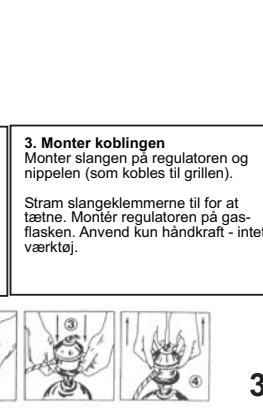 3. Monter koblingen
Monter slangen på regulatoren og
nippelen (som kobles til grillen).
Stram slangeklemmerne til for at
tætne. Montér regulatoren på gas-
flasken. Anvend kun håndkraft - intet
værktøj.
3
4
3